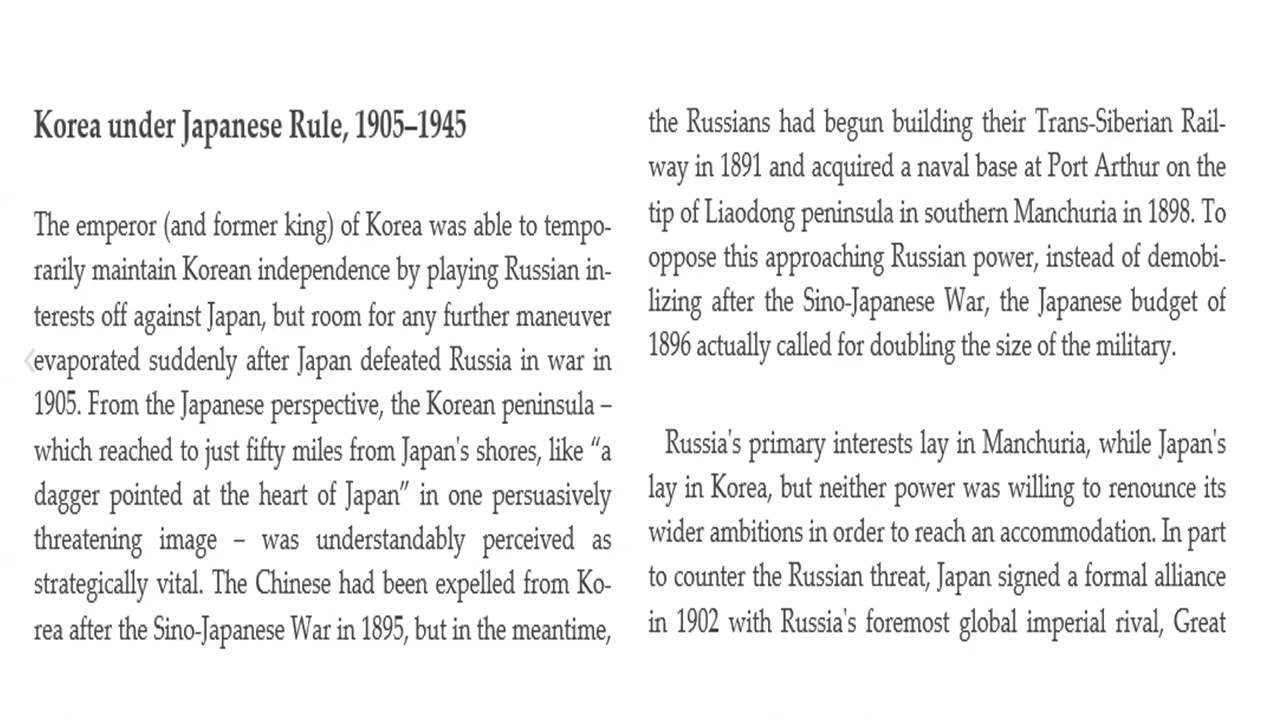 Korea under Japanese Rule, 1905–1945
The emperor (and former king) of Korea was able to tempo-
rarily maintain Korean independence by playing Russian in-
terests off against Japan, but room for any further maneuver
evaporated suddenly after Japan defeated Russia in war in
1905. From the Japanese perspective, the Korean peninsula –
which reached to just fifty miles from Japan's shores, like “a
dagger pointed at the heart of Japan” in one persuasively
threatening image – was understandably perceived as
strategically vital. The Chinese had been expelled from Ko-
rea after the Sino-Japanese War in 1895, but in the meantime,
the Russians had begun building their Trans-Siberian Rail-
way in 1891 and acquired a naval base at Port Arthur on the
tip of Liaodong peninsula in southern Manchuria in 1898. To
oppose this approaching Russian power, instead of demobi-
lizing after the Sino-Japanese War, the Japanese budget of
1896 actually called for doubling the size of the military.
Russia's primary interests lay in Manchuria, while Japan's
lay in Korea, but neither power was willing to renounce its
wider ambitions in order to reach an accommodation. In part
to counter the Russian threat, Japan signed a formal alliance
in 1902 with Russia's foremost global imperial rival, Great